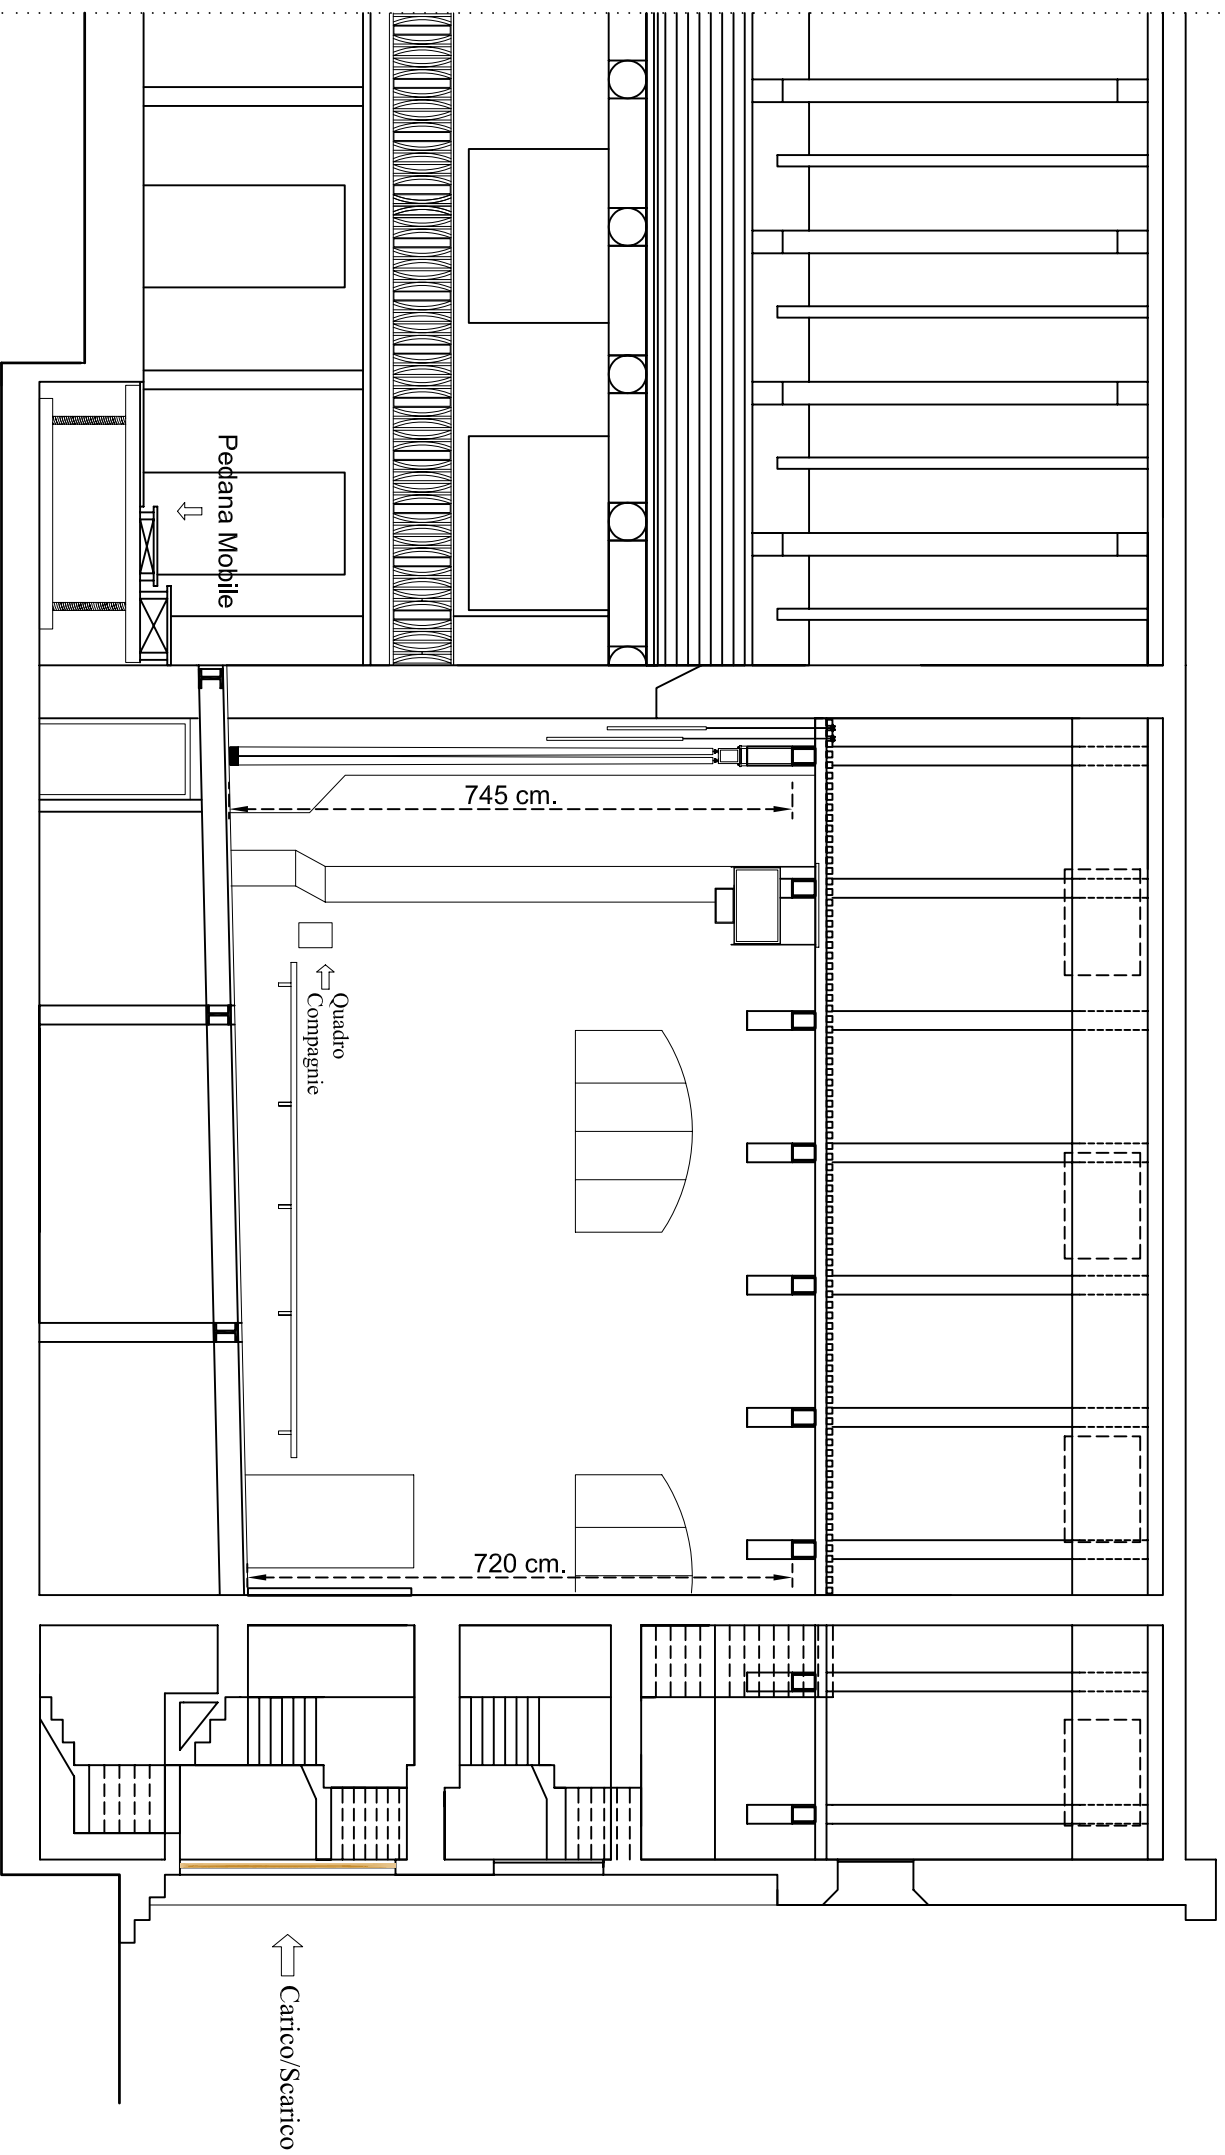 Pedana Mobile
745 cm.
Quadro
Compagnie
720 cm.
Carico/Scarico